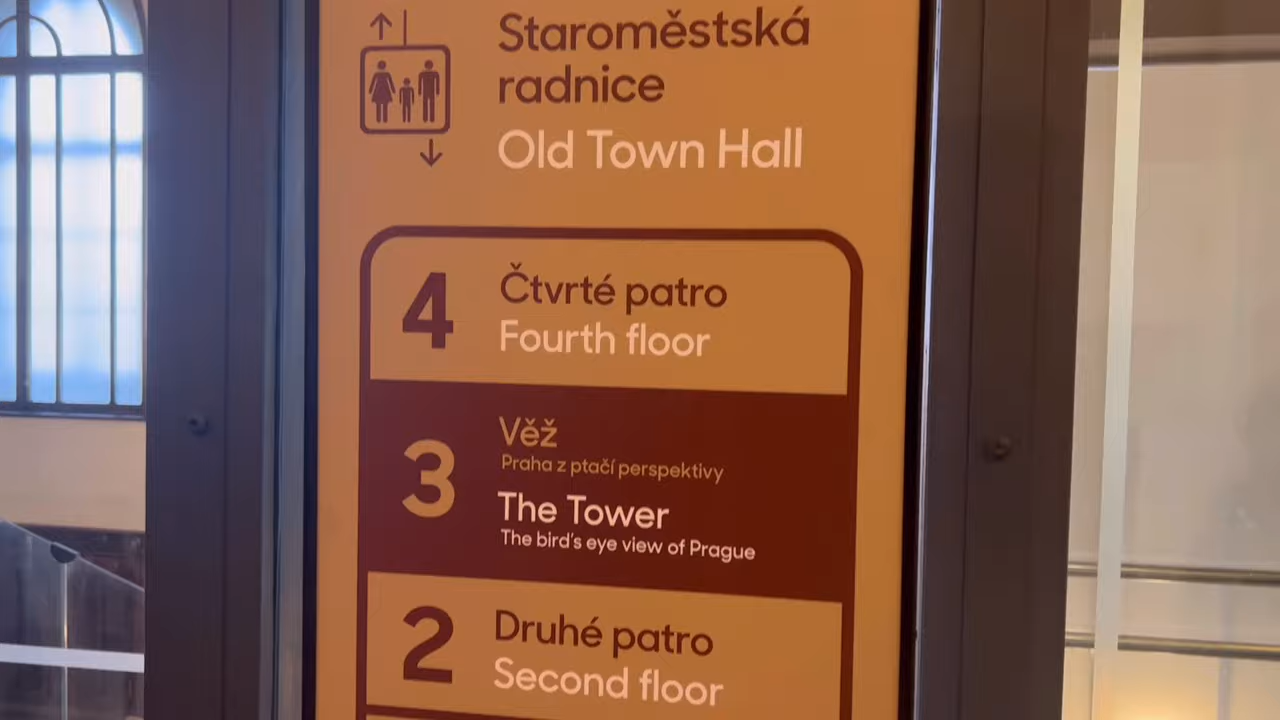 Staroměstská
radnice
Old Town Hall
4
Čtvrté patro
Fourth floor
3
Věž
Praha z ptačí perspektivy
The Tower
The bird's eye view of Prague
2
Druhé patro
Second floor